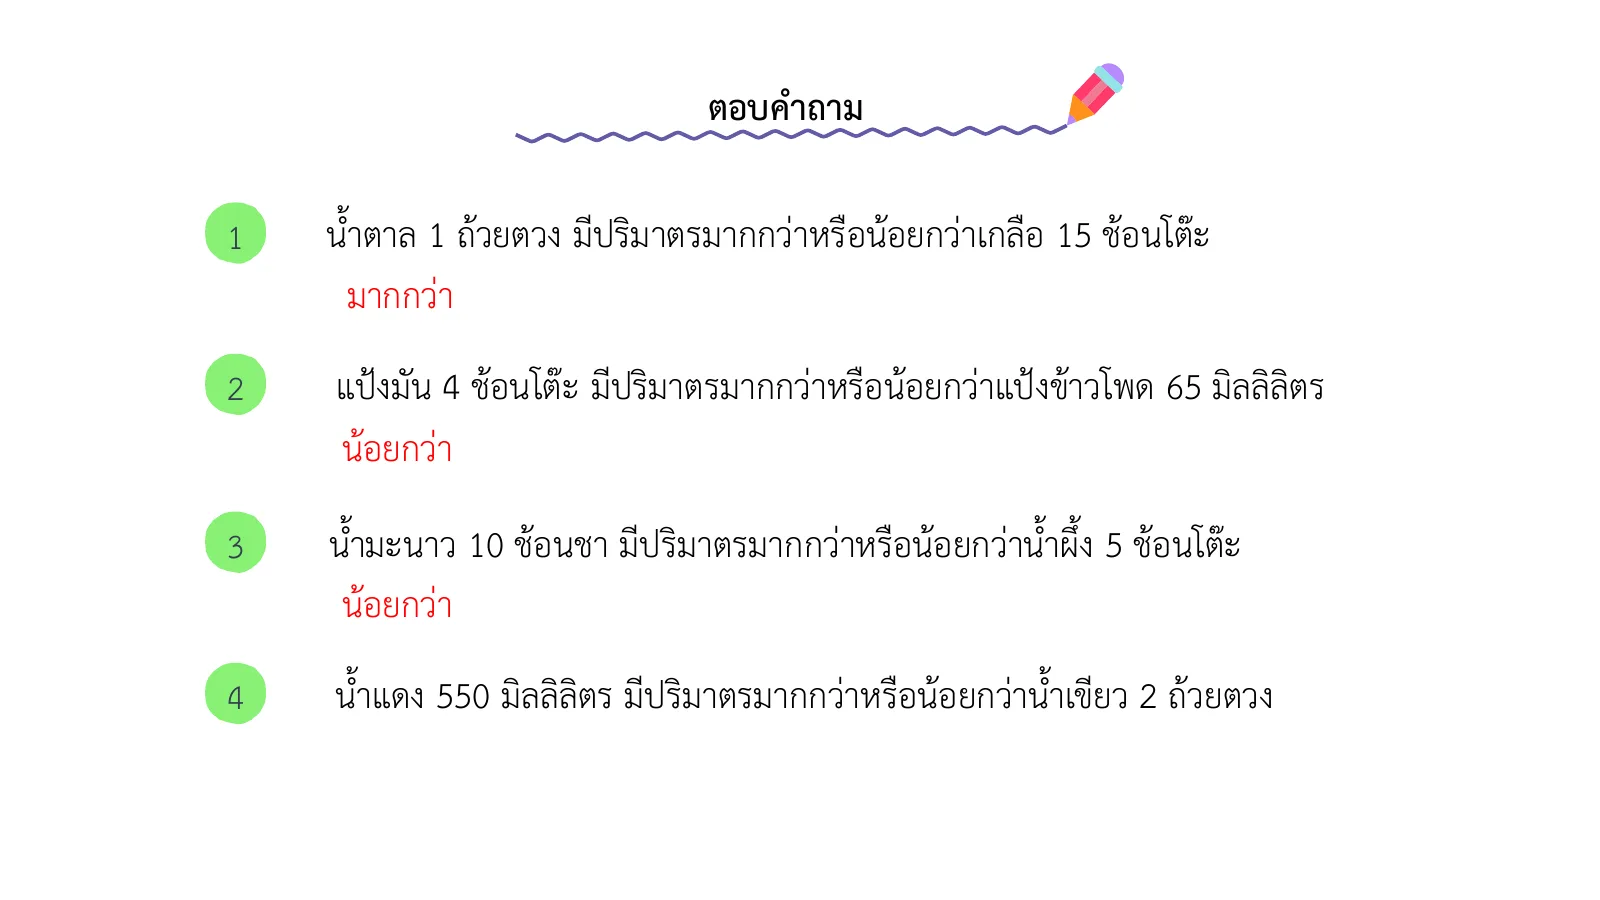 ตอบคำถาม
1 น้ำตาล 1 ถ้วยตวง มีปริมาตรมากกว่าหรือน้อยกว่าเกลือ 15 ช้อนโต๊ะ
มากกว่า
2 แป้งมัน 4 ช้อนโต๊ะ มีปริมาตรมากกว่าหรือน้อยกว่าแป้งข้าวโพด 65 มิลลิลิตร
น้อยกว่า
3 น้ำมะนาว 10 ช้อนชา มีปริมาตรมากกว่าหรือน้อยกว่าน้ำผึ้ง 5 ช้อนโต๊ะ
น้อยกว่า
4 น้ำแดง 550 มิลลิลิตร มีปริมาตรมากกว่าหรือน้อยกว่าน้ำเขียว 2 ถ้วยตวง